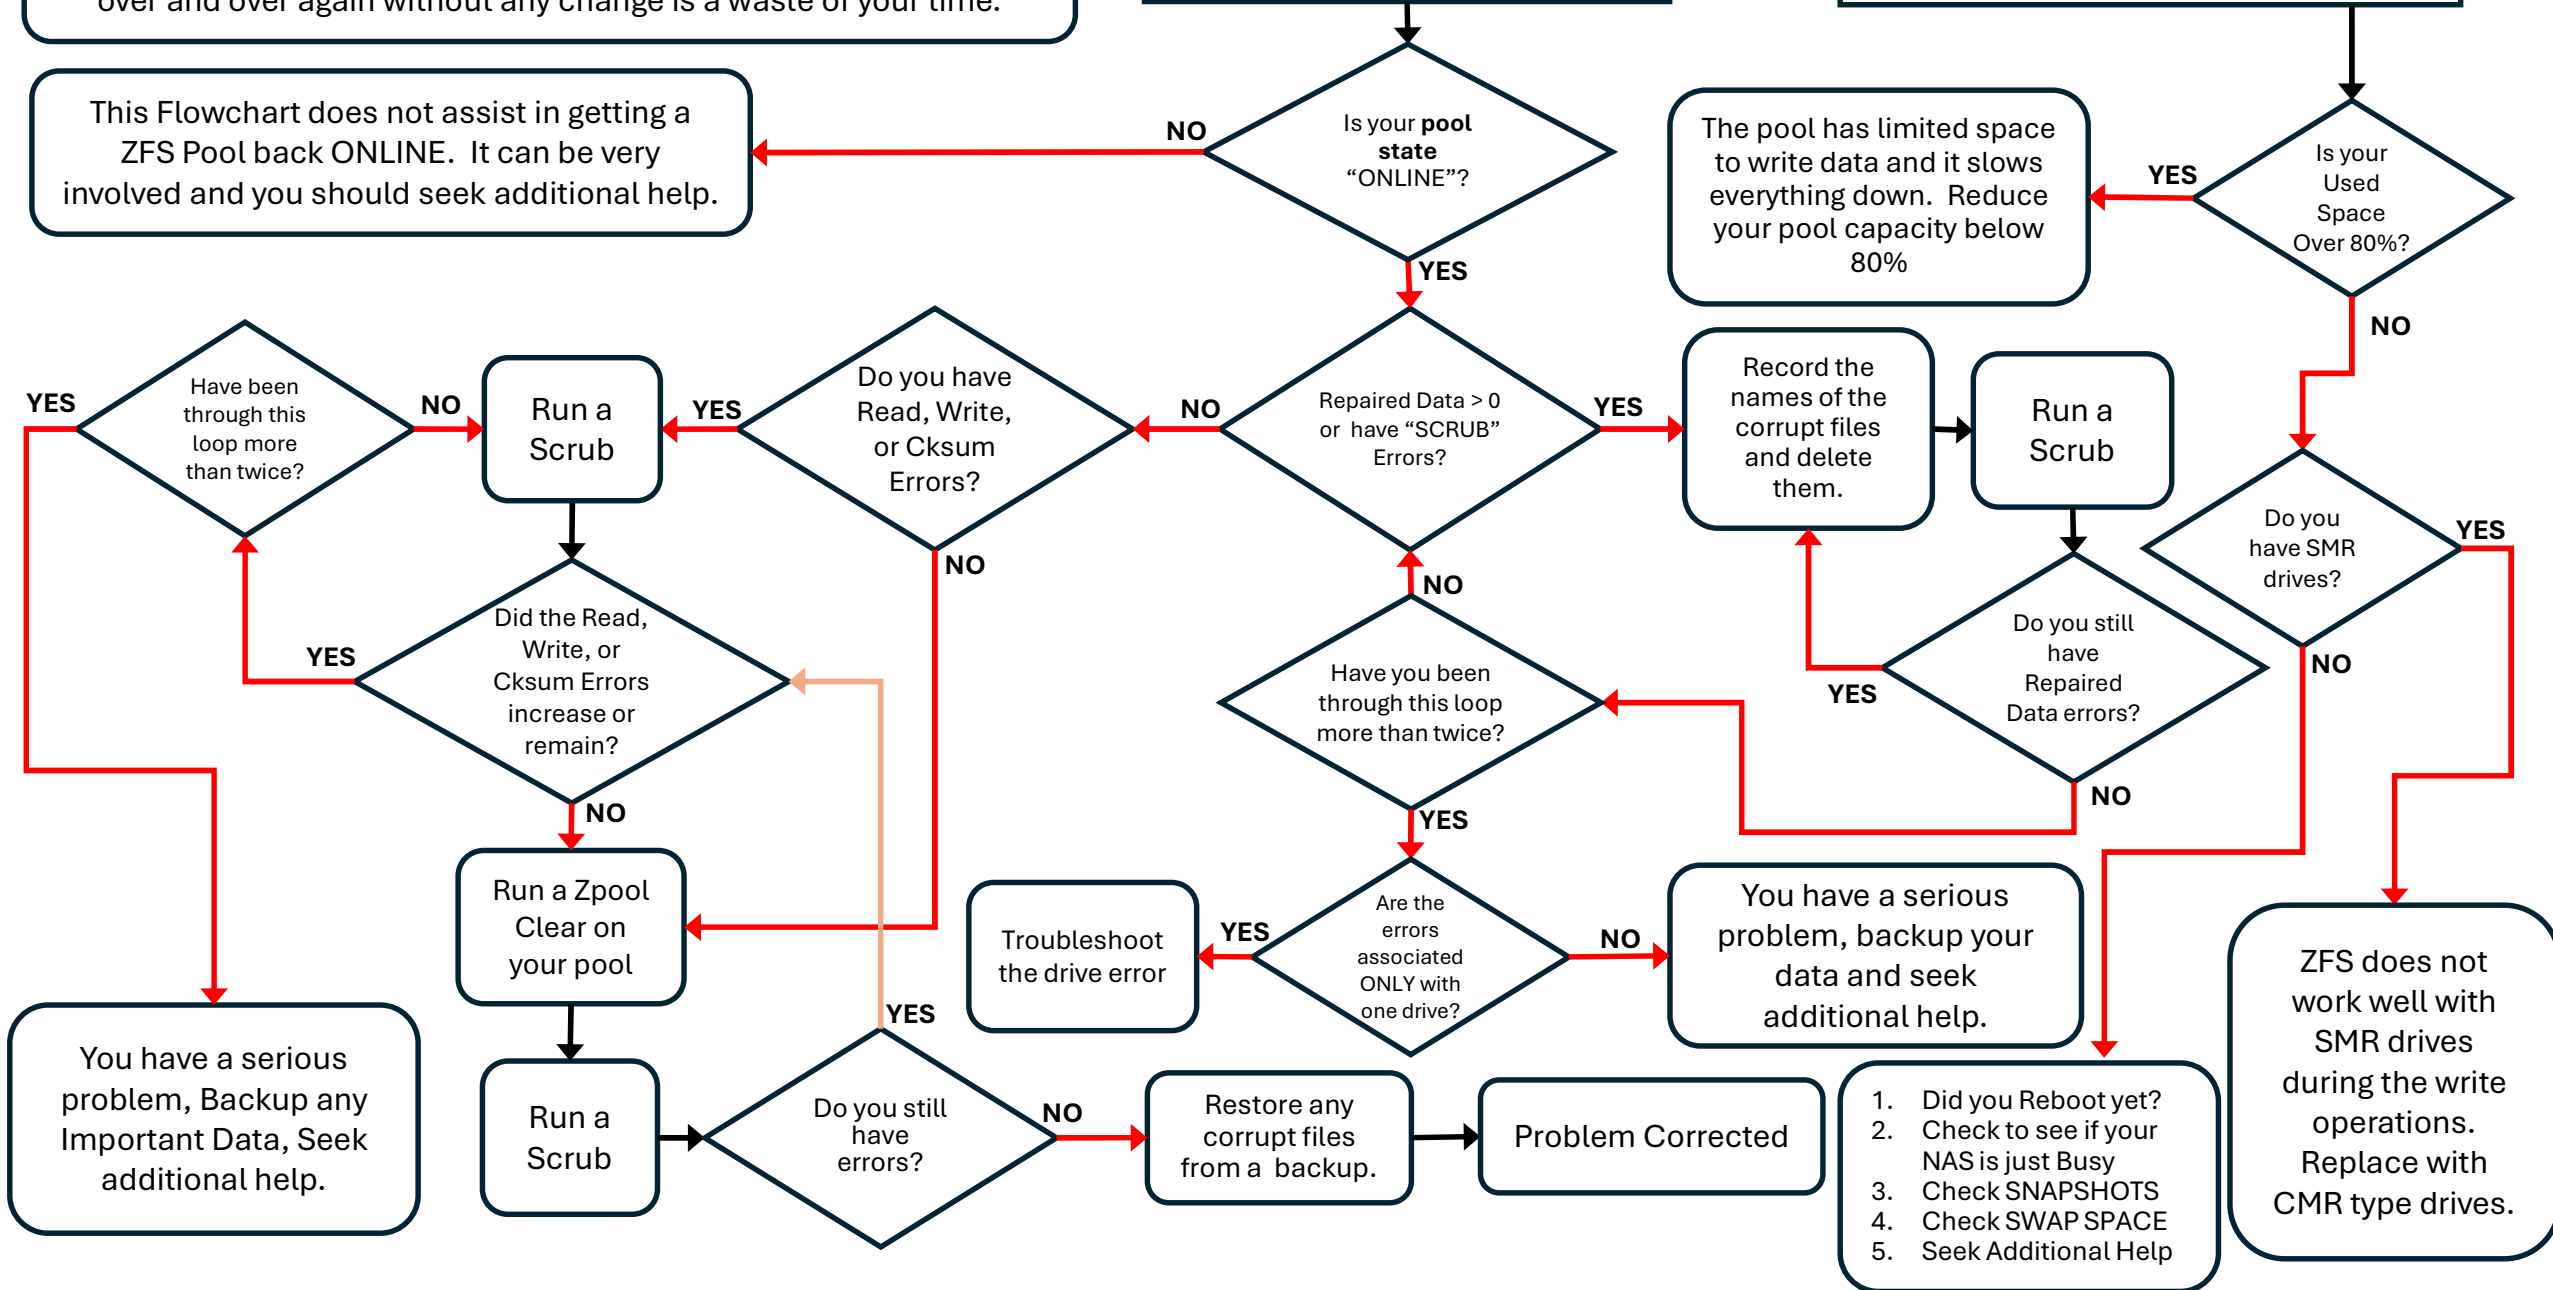 over and over again without any change is a waste of your time.
This Flowchart does not assist in getting a
ZFS Pool back ONLINE.  It can be very
involved and you should seek additional help.
NO
Is your pool
state
“ONLINE”?
YES
The pool has limited space
to write data and it slows
everything down.  Reduce
your pool capacity below
80%
YES
Is your
Used
Space
Over 80%?
NO
YES
Have been
through this
loop more
than twice?
NO
Run a
Scrub
YES
Do you have
Read, Write,
or Cksum
Errors?
NO
NO
Repaired Data > 0
or  have “SCRUB”
Errors?
YES
Record the
names of the
corrupt files
and delete
them.
Run a
Scrub
Do you
have SMR
drives?
YES
NO
NO
Did the Read,
Write, or
Cksum Errors
increase or
remain?
YES
NO
Have you been
through this loop
more than twice?
YES
Do you still
have
Repaired
Data errors?
YES
NO
Run a Zpool
Clear on
your pool
Troubleshoot
the drive error
YES
Are the
errors
associated
ONLY with
one drive?
NO
You have a serious
problem, backup your
data and seek
additional help.
ZFS does not
work well with
SMR drives
during the write
operations.
Replace with
CMR type drives.
You have a serious
problem, Backup any
Important Data, Seek
additional help.
Run a
Scrub
YES
Do you still
have
errors?
NO
Restore any
corrupt files
from a  backup.
Problem Corrected
1. Did you Reboot yet?
2. Check to see if your
NAS is just Busy
3. Check SNAPSHOTS
4. Check SWAP SPACE
5. Seek Additional Help